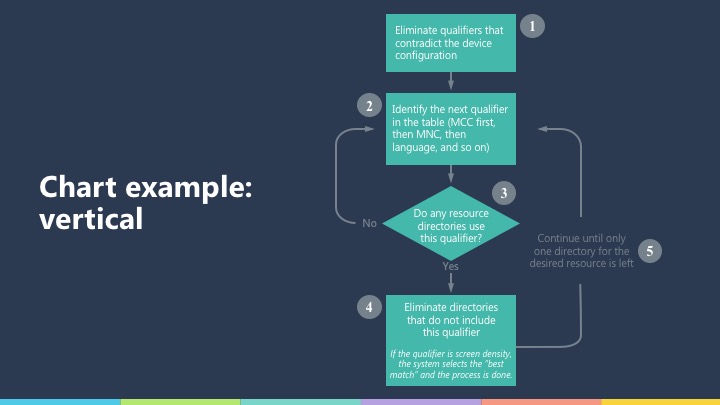 Chart example:
vertical
1
Eliminate qualifiers that
contradict the device
configuration
2
Identify the next qualifier
in the table (MCC first,
then MNC, then
language, and so on)
3
Do any resource
directories use
this qualifier?
No
Yes
4
Eliminate directories
that do not include
this qualifier
If the qualifier is screen density,
the system selects the “best
match” and the process is done.
Continue until only
one directory for the
desired resource is left
5